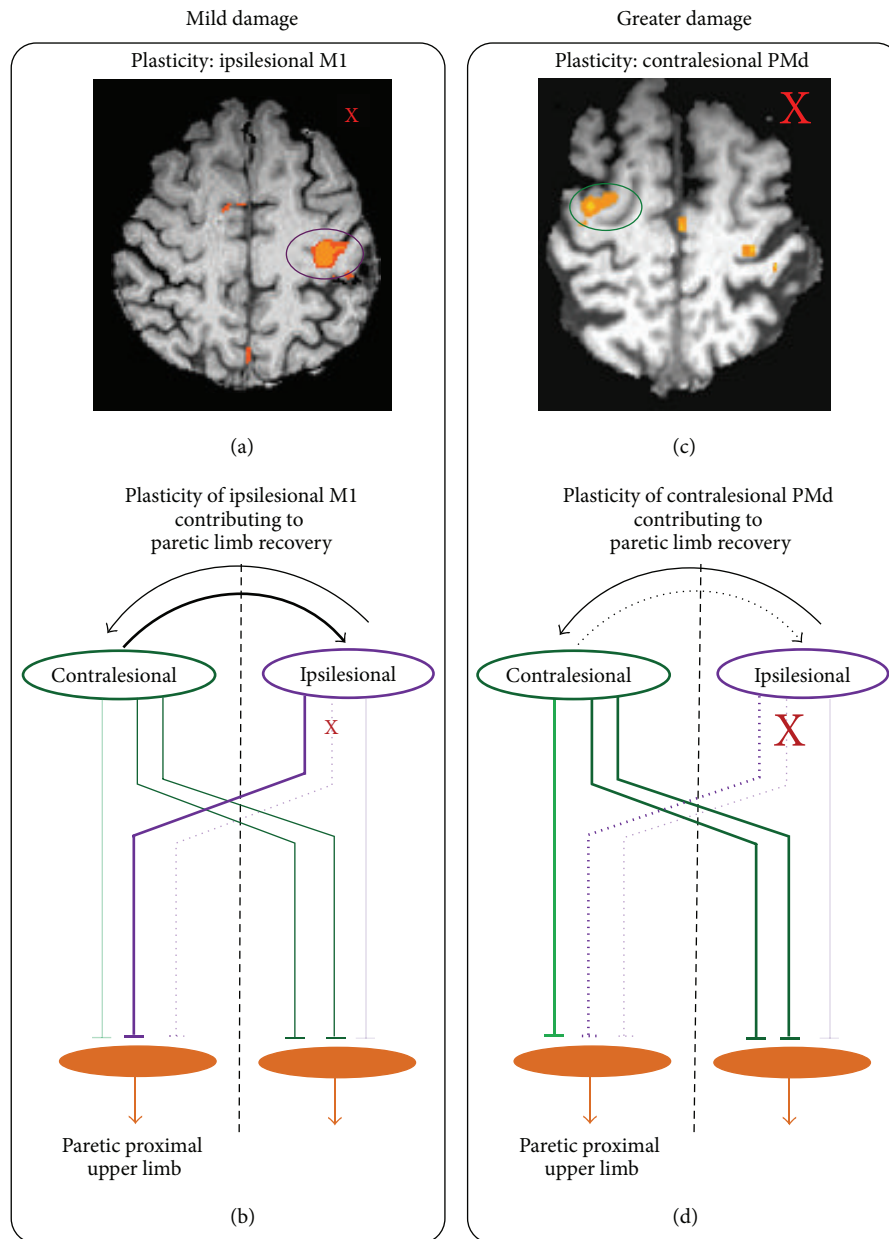 Mild damage
Plasticity: ipsilesional M1
X
(a)
Plasticity of ipsilesional M1
contributing to
paretic limb recovery
Contralesional
Ipsilesional
X
Paretic proximal
upper limb
(b)
Greater damage
Plasticity: contralesional PMd
X
(c)
Plasticity of contralesional PMd
contributing to
paretic limb recovery
Contralesional
Ipsilesional
X
Paretic proximal
upper limb
(d)